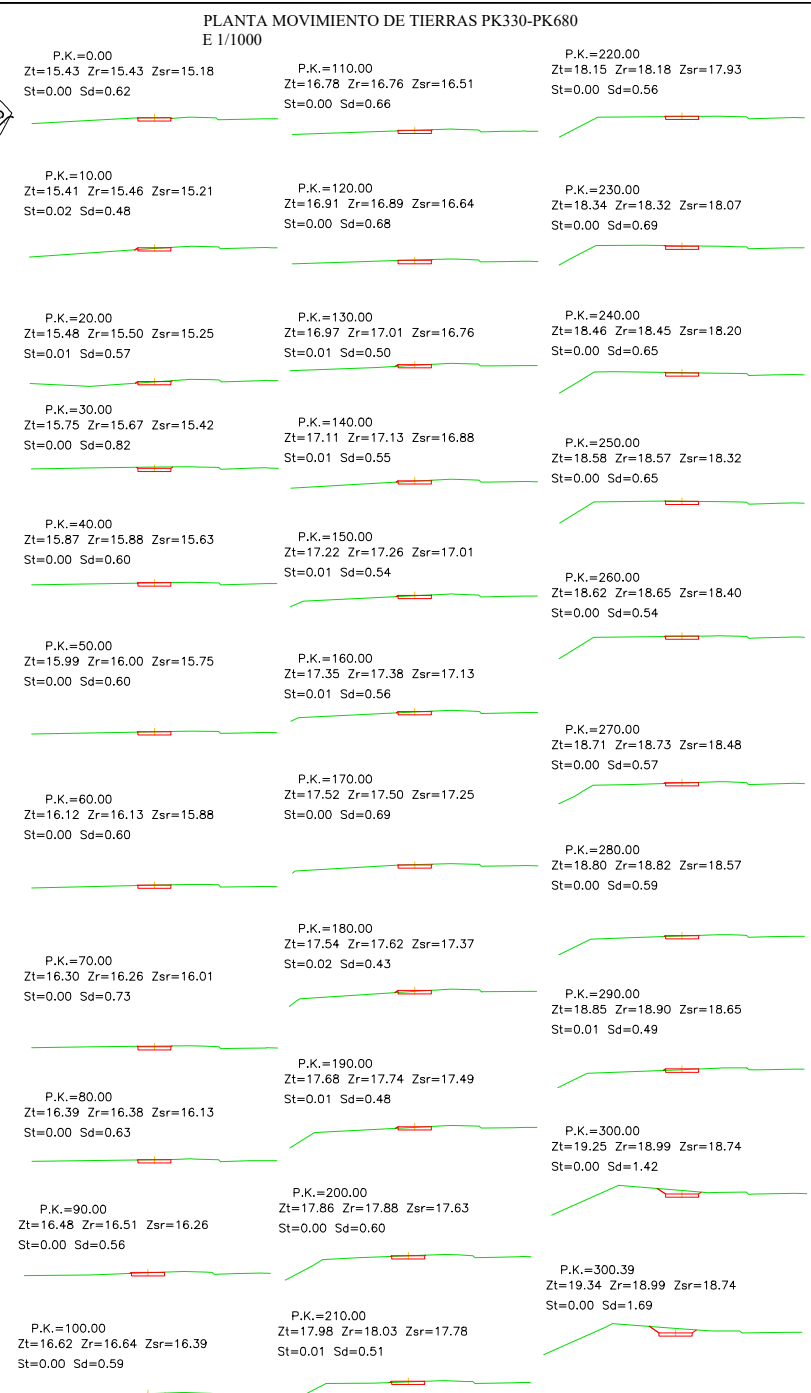 PLANTA MOVIMIENTO DE TIERRAS PK330-PK680
E 1/1000
P.K.=0.00
Zt=15.43 Zr=15.43 Zsr=15.18
St=0.00 Sd=0.62
P.K.=10.00
Zt=15.41 Zr=15.46 Zsr=15.21
St=0.02 Sd=0.48
P.K.=20.00
Zt=15.48 Zr=15.50 Zsr=15.25
St=0.01 Sd=0.57
P.K.=30.00
Zt=15.75 Zr=15.67 Zsr=15.42
St=0.00 Sd=0.82
P.K.=40.00
Zt=15.87 Zr=15.88 Zsr=15.63
St=0.00 Sd=0.60
P.K.=50.00
Zt=15.99 Zr=16.00 Zsr=15.75
St=0.00 Sd=0.60
P.K.=60.00
Zt=16.12 Zr=16.13 Zsr=15.88
St=0.00 Sd=0.60
P.K.=70.00
Zt=16.30 Zr=16.26 Zsr=16.01
St=0.00 Sd=0.73
P.K.=80.00
Zt=16.39 Zr=16.38 Zsr=16.13
St=0.00 Sd=0.63
P.K.=90.00
Zt=16.48 Zr=16.51 Zsr=16.26
St=0.00 Sd=0.56
P.K.=100.00
Zt=16.62 Zr=16.64 Zsr=16.39
St=0.00 Sd=0.59
P.K.=110.00
Zt=16.78 Zr=16.76 Zsr=16.51
St=0.00 Sd=0.66
P.K.=120.00
Zt=16.91 Zr=16.89 Zsr=16.64
St=0.00 Sd=0.68
P.K.=130.00
Zt=16.97 Zr=17.01 Zsr=16.76
St=0.01 Sd=0.50
P.K.=140.00
Zt=17.11 Zr=17.13 Zsr=16.88
St=0.01 Sd=0.55
P.K.=150.00
Zt=17.22 Zr=17.26 Zsr=17.01
St=0.01 Sd=0.54
P.K.=160.00
Zt=17.35 Zr=17.38 Zsr=17.13
St=0.01 Sd=0.56
P.K.=170.00
Zt=17.52 Zr=17.50 Zsr=17.25
St=0.00 Sd=0.69
P.K.=180.00
Zt=17.54 Zr=17.62 Zsr=17.37
St=0.02 Sd=0.43
P.K.=190.00
Zt=17.68 Zr=17.74 Zsr=17.49
St=0.01 Sd=0.48
P.K.=200.00
Zt=17.86 Zr=17.88 Zsr=17.63
St=0.00 Sd=0.60
P.K.=210.00
Zt=17.98 Zr=18.03 Zsr=17.78
St=0.01 Sd=0.51
P.K.=220.00
Zt=18.15 Zr=18.18 Zsr=17.93
St=0.00 Sd=0.56
P.K.=230.00
Zt=18.34 Zr=18.32 Zsr=18.07
St=0.00 Sd=0.69
P.K.=240.00
Zt=18.46 Zr=18.45 Zsr=18.20
St=0.00 Sd=0.65
P.K.=250.00
Zt=18.58 Zr=18.57 Zsr=18.32
St=0.00 Sd=0.65
P.K.=260.00
Zt=18.62 Zr=18.65 Zsr=18.40
St=0.00 Sd=0.54
P.K.=270.00
Zt=18.71 Zr=18.73 Zsr=18.48
St=0.00 Sd=0.57
P.K.=280.00
Zt=18.80 Zr=18.82 Zsr=18.57
St=0.00 Sd=0.59
P.K.=290.00
Zt=18.85 Zr=18.90 Zsr=18.65
St=0.01 Sd=0.49
P.K.=300.00
Zt=19.25 Zr=18.99 Zsr=18.74
St=0.00 Sd=1.42
P.K.=300.39
Zt=19.34 Zr=18.99 Zsr=18.74
St=0.00 Sd=1.69